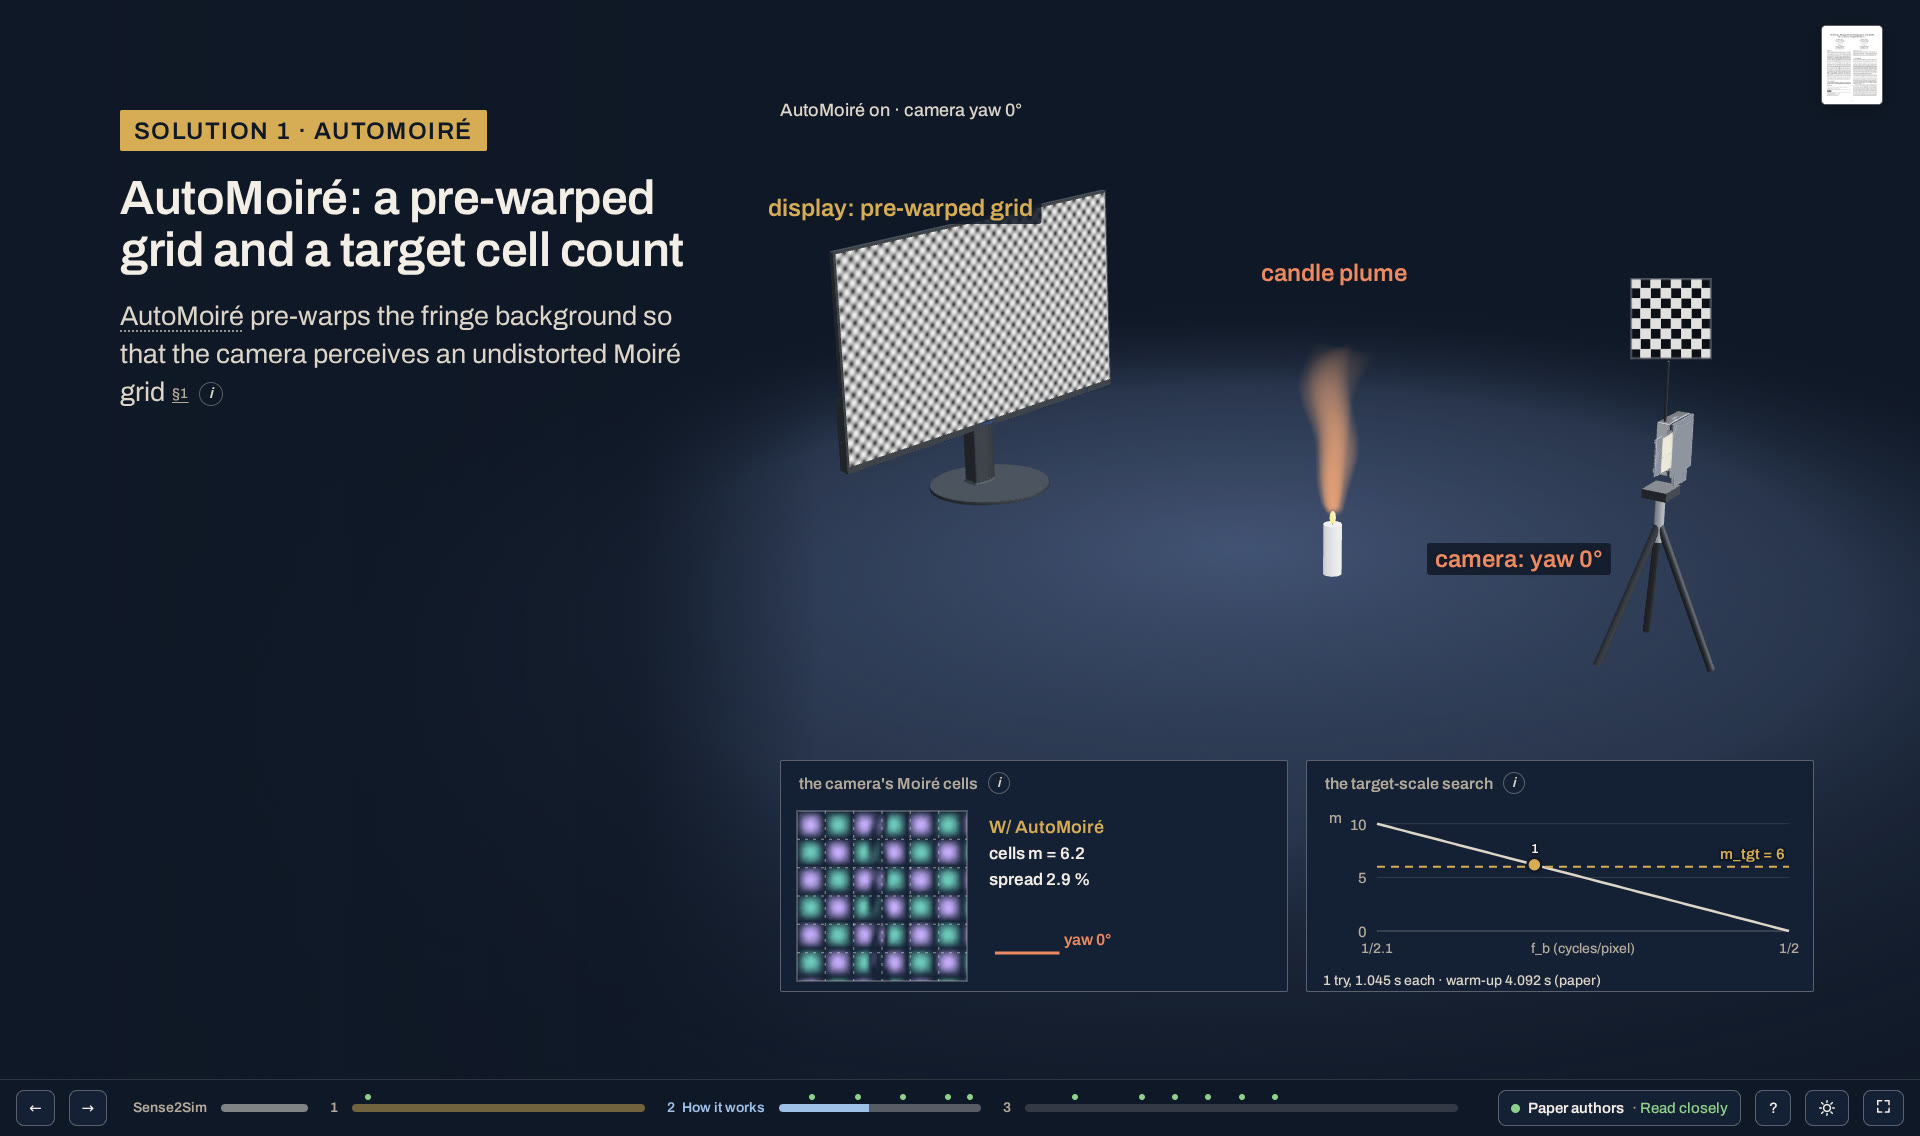 SOLUTION 1 · AUTOMOIRÉ
AutoMoiré: a pre-warped
grid and a target cell count
AutoMoiré pre-warps the fringe background so
that the camera perceives an undistorted Moiré
grid §1 i
AutoMoiré on · camera yaw 0°
display: pre-warped grid
candle plume
camera: yaw 0°
the camera's Moiré cells i
W/ AutoMoiré
cells m = 6.2
spread 2.9 %
yaw 0°
the target-scale search i
m
10
1
m_tgt = 6
5
0
1/2.1
f_b (cycles/pixel)
1/2
1 try, 1.045 s each · warm-up 4.092 s (paper)
← → Sense2Sim 1 2 How it works 3 Paper authors · Read closely ?